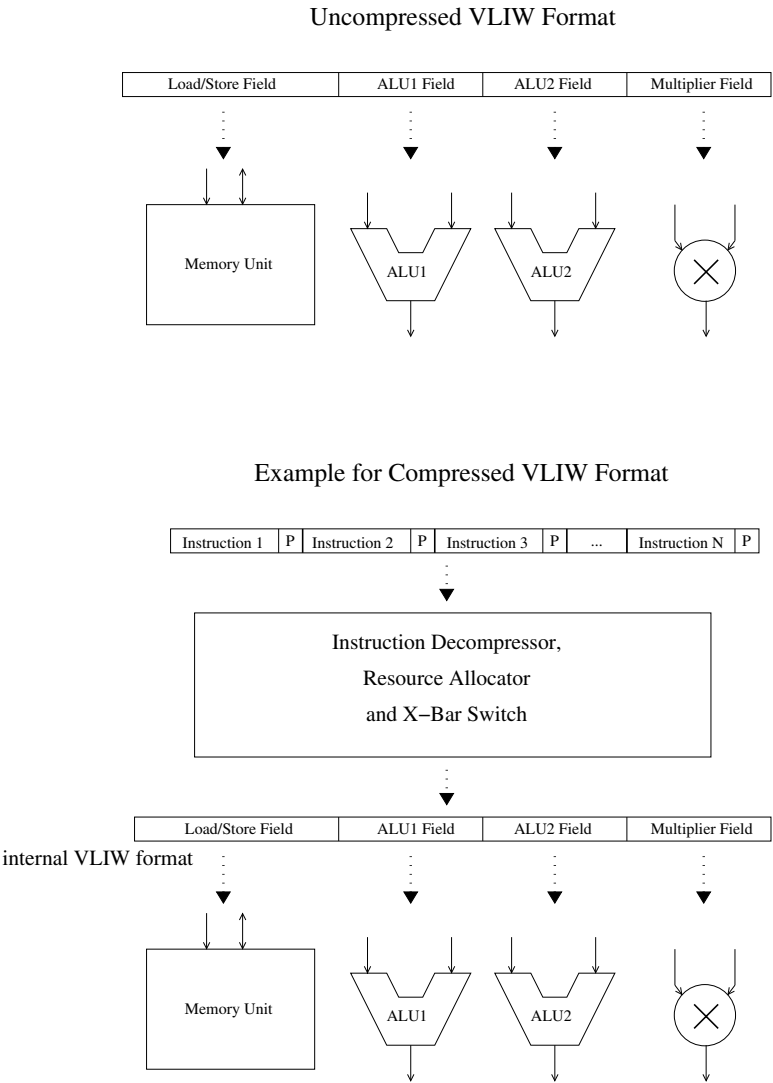 Uncompressed VLIW Format
Load/Store Field ALU1 Field ALU2 Field Multiplier Field
Memory Unit ALU1 ALU2
Example for Compressed VLIW Format
Instruction 1 P Instruction 2 P Instruction 3 P ... Instruction N P
Instruction Decompressor,
Resource Allocator
and X−Bar Switch
Load/Store Field ALU1 Field ALU2 Field Multiplier Field
internal VLIW format
Memory Unit ALU1 ALU2